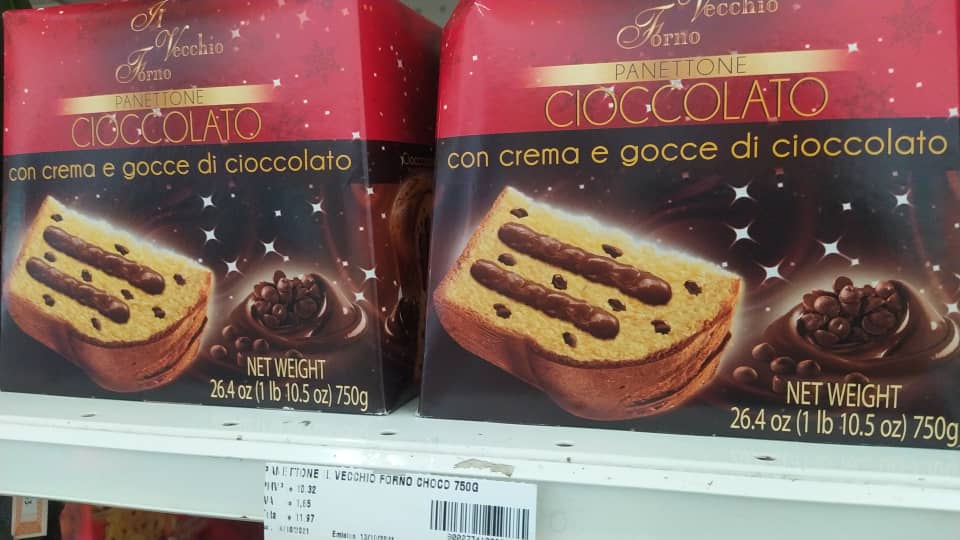 Il
Vecchio
Forno
PANETTONE
CIOCCOLATO
con crema e gocce di cioccolato
NET WEIGHT
26.4 oz (1 lb 10.5 oz) 750g
Vecchio
Forno
PANETTONE
CIOCCOLATO
con crema e gocce di cioccolato
NET WEIGHT
26.4 oz (1 lb 10.5 oz) 750g
PANETTONE IL VECCHIO FORNO CHOCO 750G
10.32
1.65
11.97